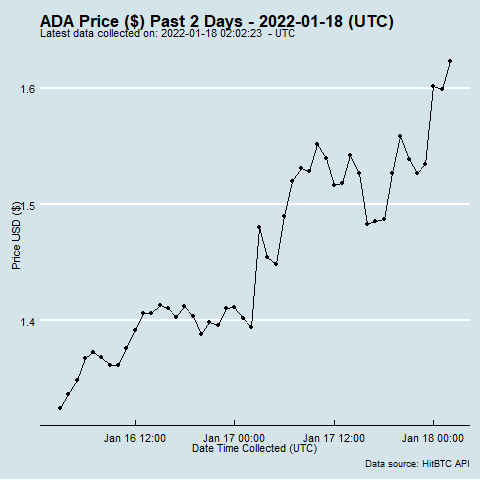 ADA Price ($) Past 2 Days - 2022-01-18 (UTC)
Latest data collected on: 2022-01-18 02:02:23  - UTC
1.6
1.5
1.4
Price USD ($)
Jan 16 12:00
Jan 17 00:00
Jan 17 12:00
Jan 18 00:00
Date Time Collected (UTC)
Data source: HitBTC API